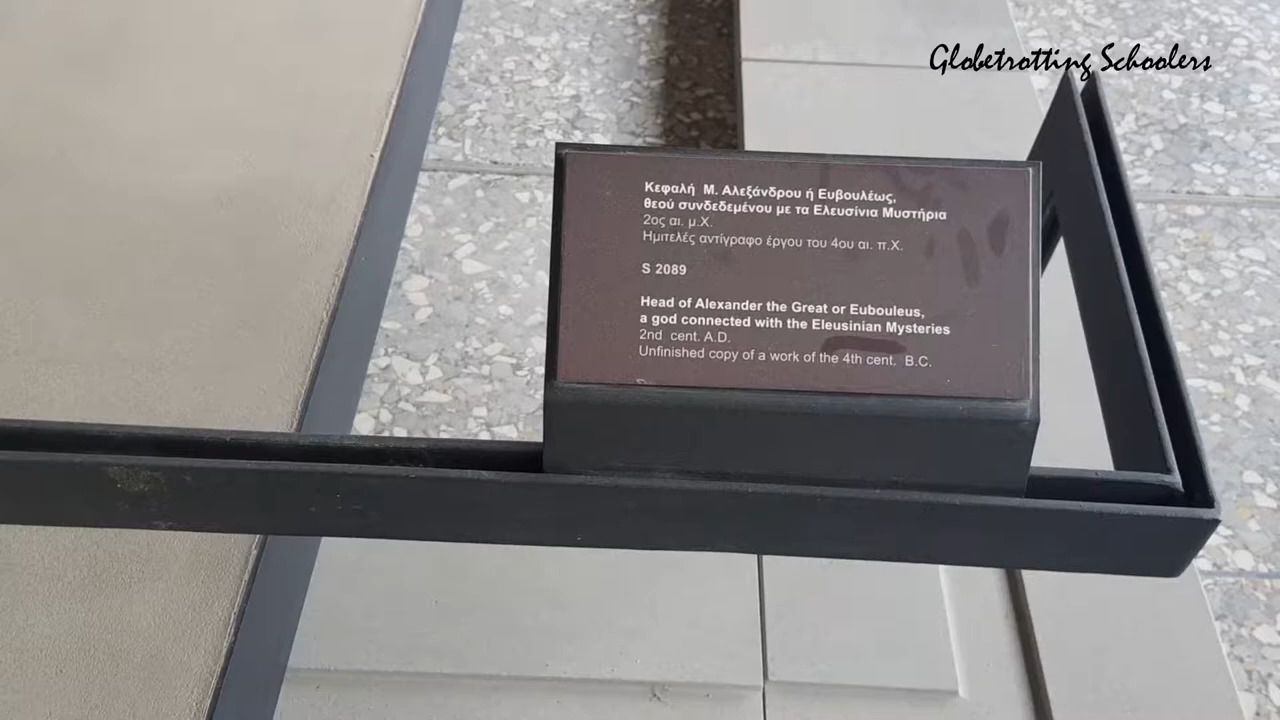 Globetrotting Schoolers
Κεφαλή Μ. Αλεξάνδρου ή Ευβουλέως,
θεού συνδεδεμένου με τα Ελευσίνια Μυστήρια
2ος αι. μ.Χ.
Ημιτελές αντίγραφο έργου του 4ου αι. π.Χ.
S 2089
Head of Alexander the Great or Eubouleus,
a god connected with the Eleusinian Mysteries
2nd cent. A.D.
Unfinished copy of a work of the 4th cent. B.C.